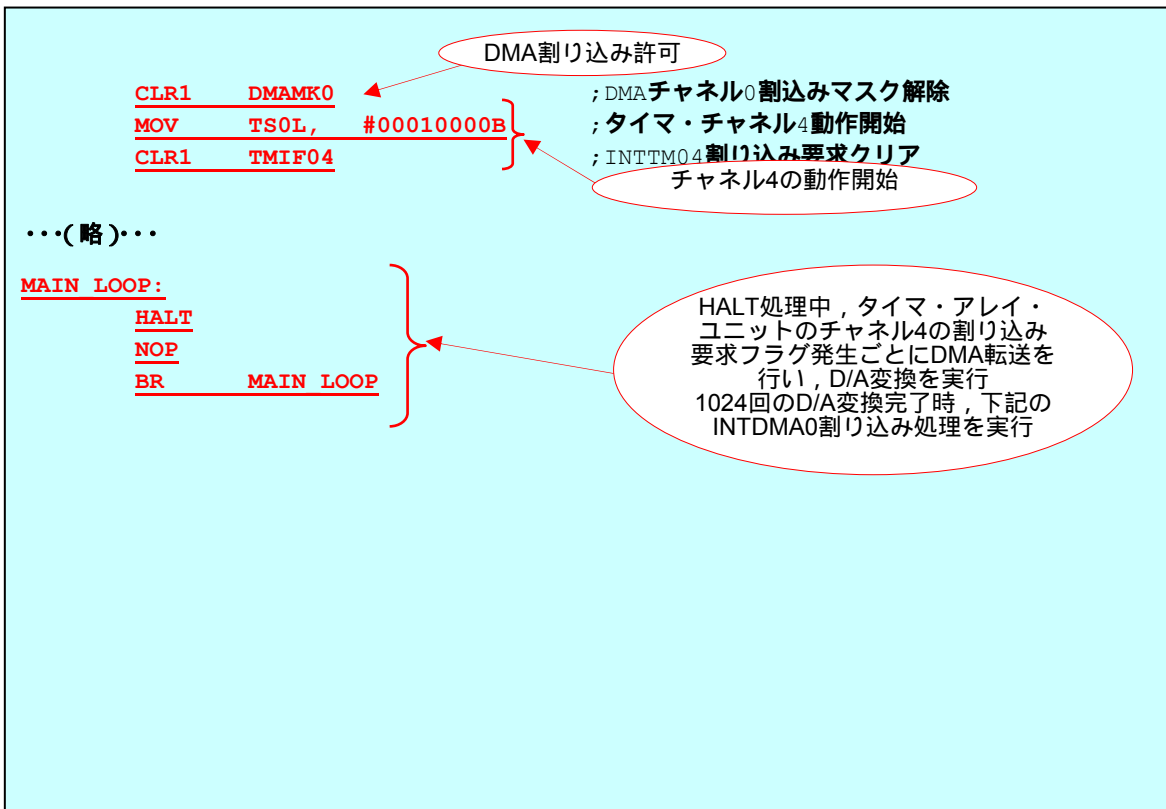 DMA割り込み許可
CLR1 DMAMK0 ;DMAチャネル0割込みマスク解除
MOV TS0L, #00010000B ;タイマ・チャネル4動作開始
CLR1 TMIF04 ;INTTM04割り込み要求クリア
チャネル4の動作開始
・・・(略)・・・
MAIN_LOOP:
HALT
NOP
BR MAIN_LOOP
HALT処理中，タイマ・アレイ・
ユニットのチャネル4の割り込み
要求フラグ発生ごとにDMA転送を
行い，D/A変換を実行
1024回のD/A変換完了時，下記の
INTDMA0割り込み処理を実行